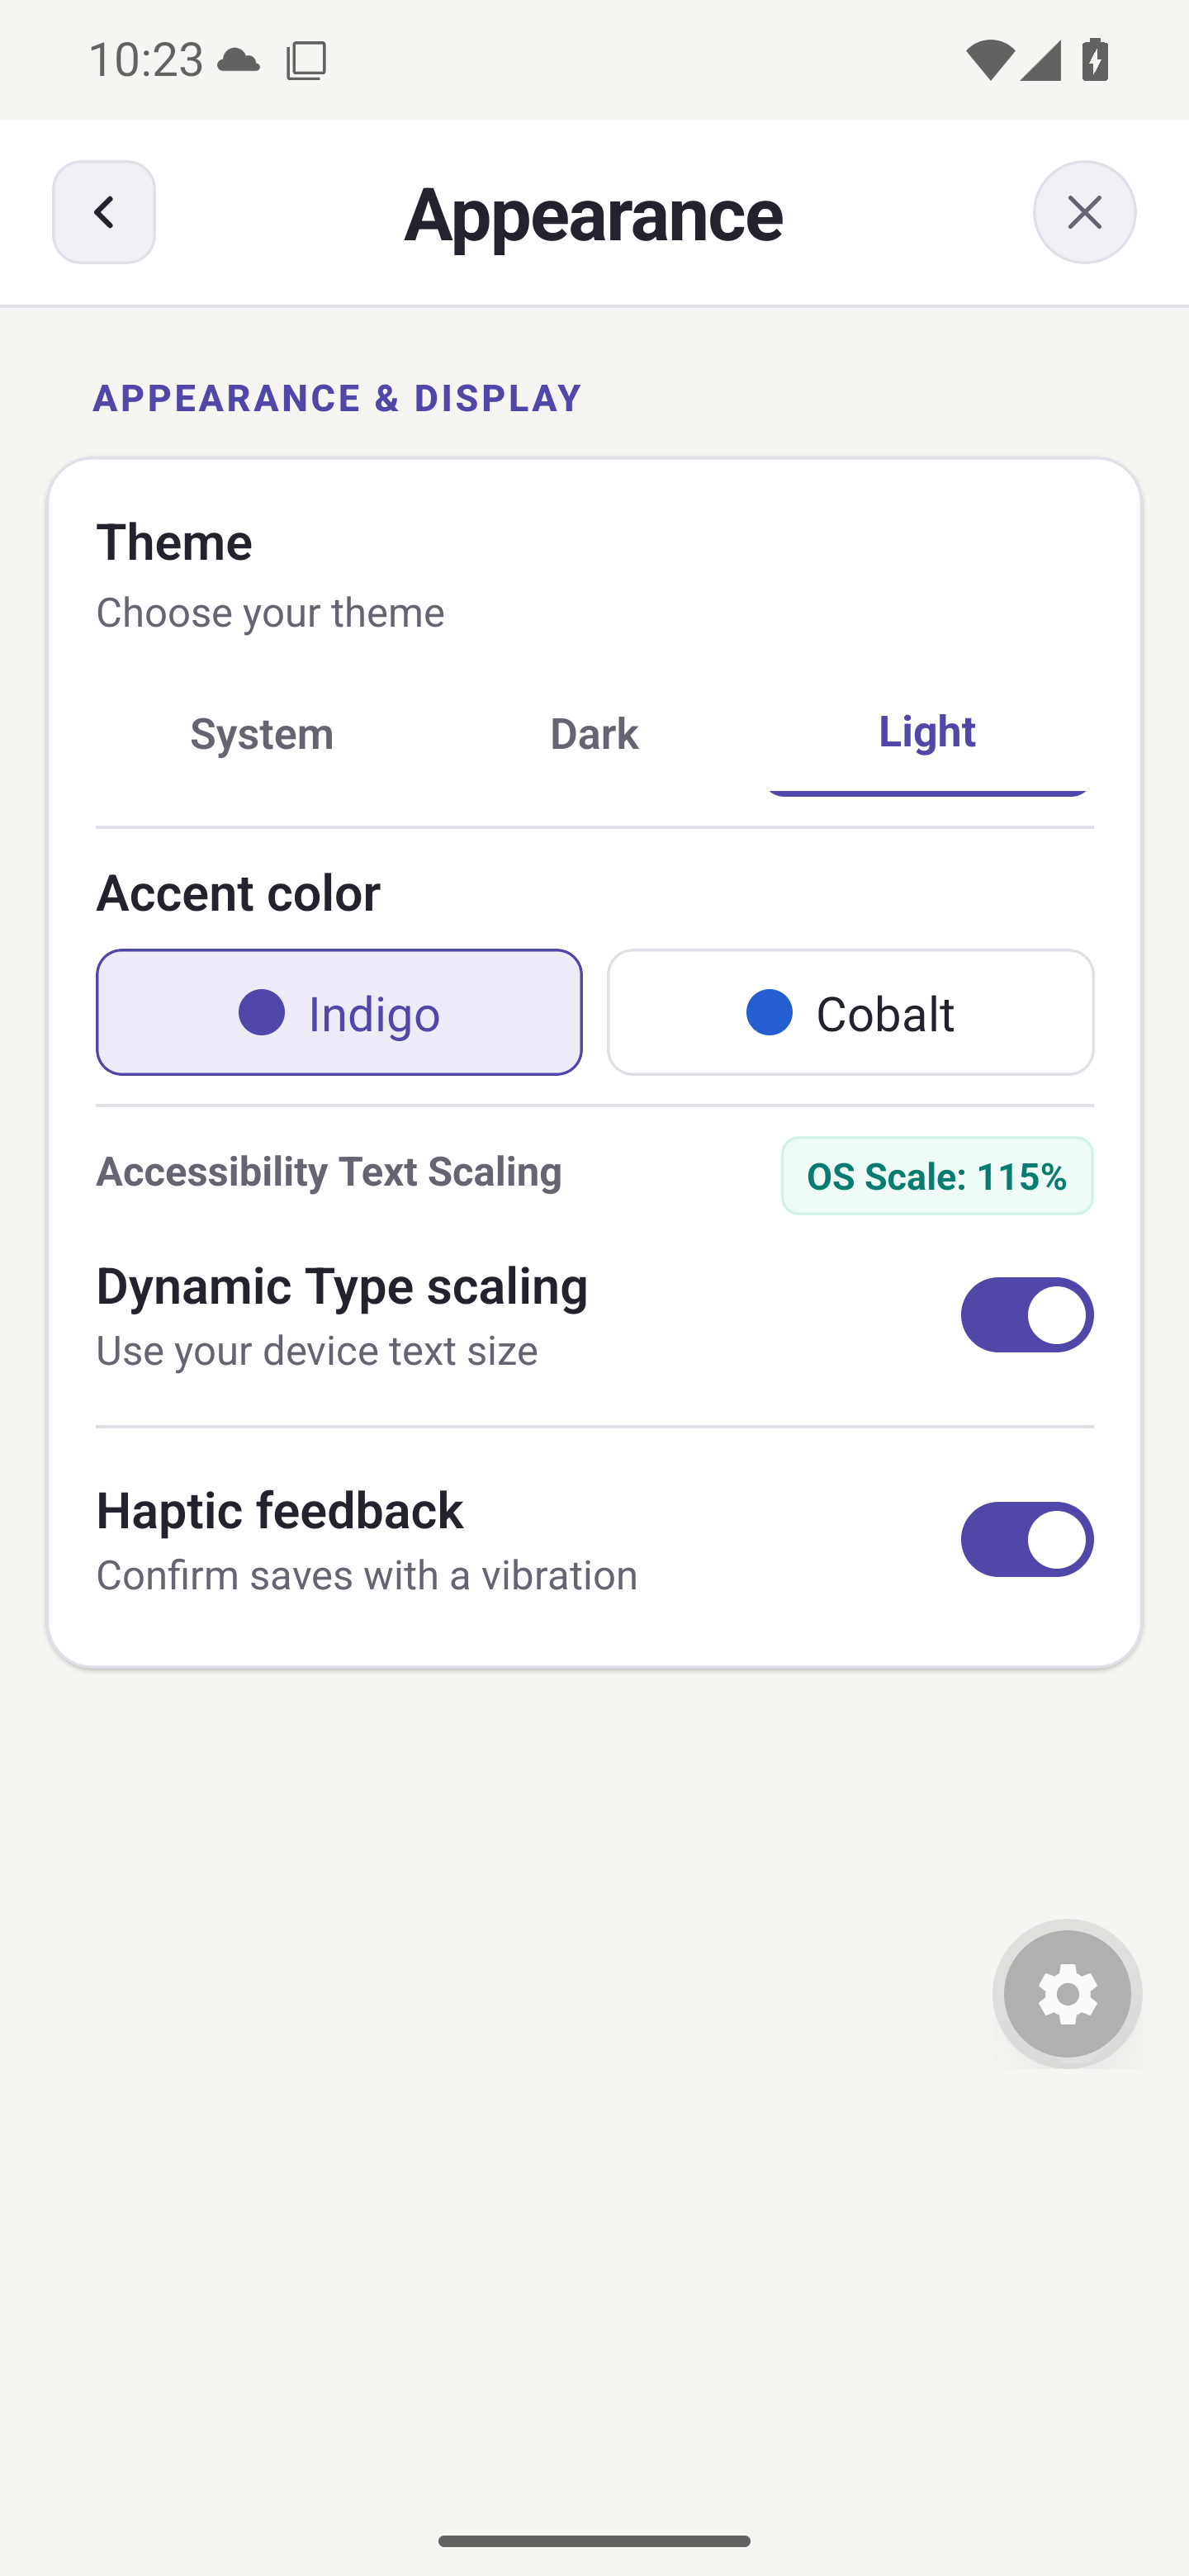 10:23
Appearance
APPEARANCE & DISPLAY
Theme
Choose your theme
System Dark Light
Accent color
Indigo Cobalt
Accessibility Text Scaling OS Scale: 115%
Dynamic Type scaling
Use your device text size
Haptic feedback
Confirm saves with a vibration